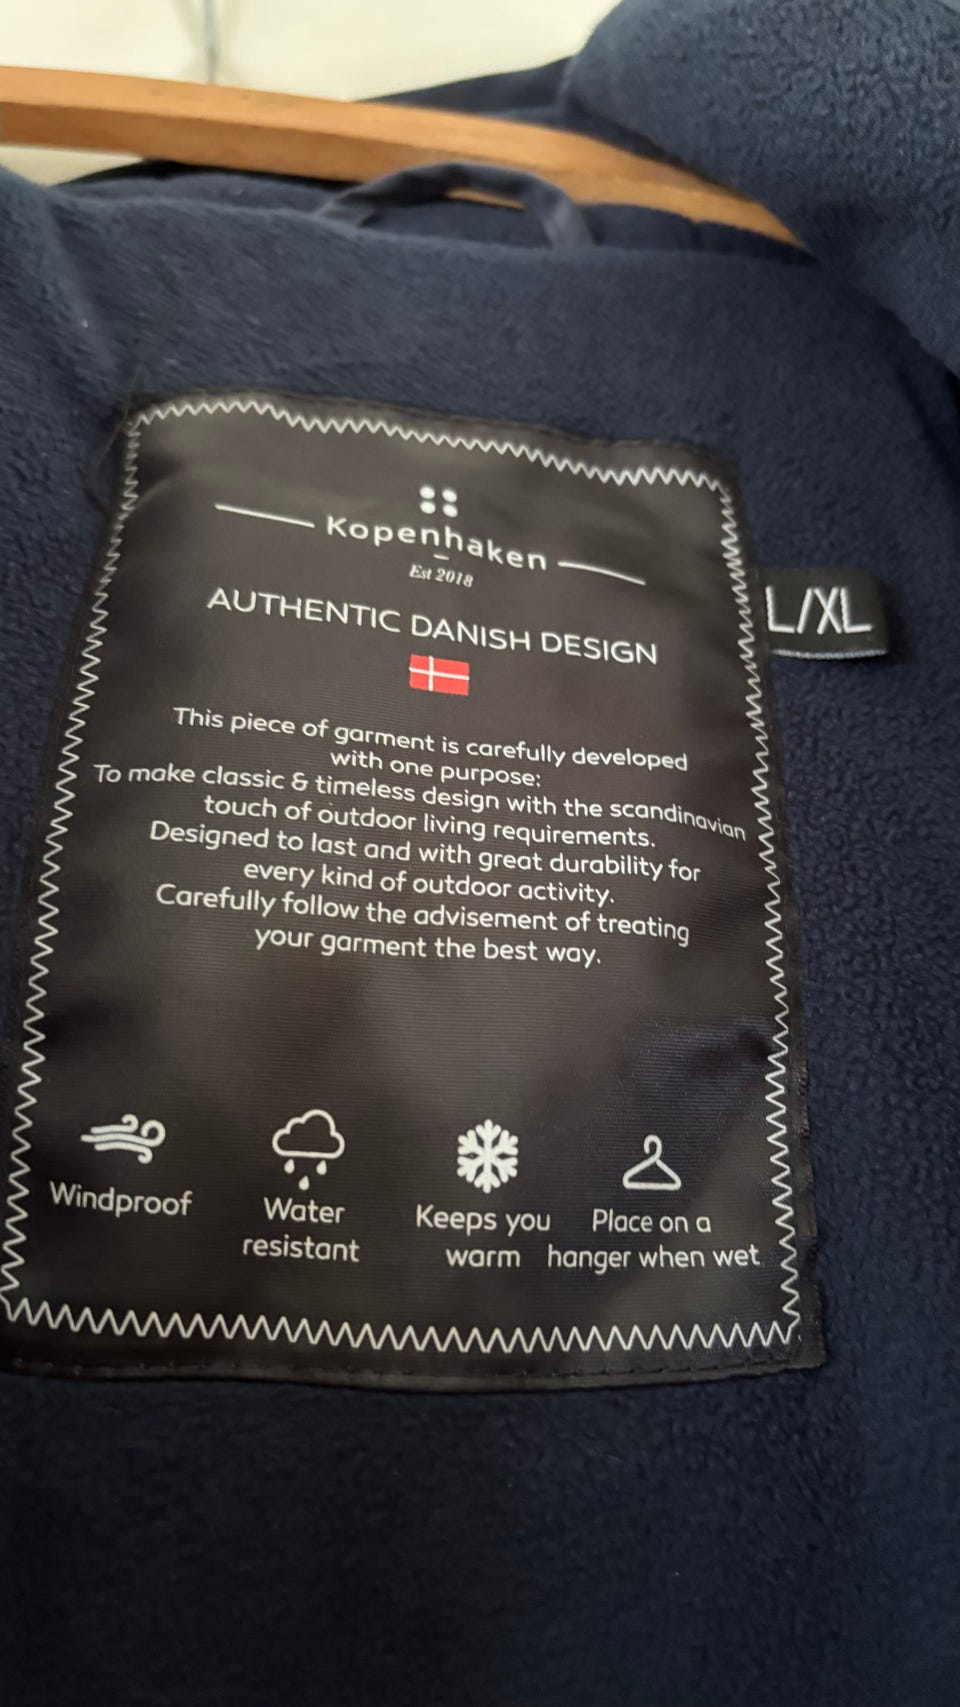 Kopenhaken
Est 2018
AUTHENTIC DANISH DESIGN
L/XL
This piece of garment is carefully developed
with one purpose:
To make classic & timeless design with the scandinavian
touch of outdoor living requirements.
Designed to last and with great durability for
every kind of outdoor activity.
Carefully follow the advisement of treating
your garment the best way.
Windproof
Water
resistant
Keeps you
warm
Place on a
hanger when wet